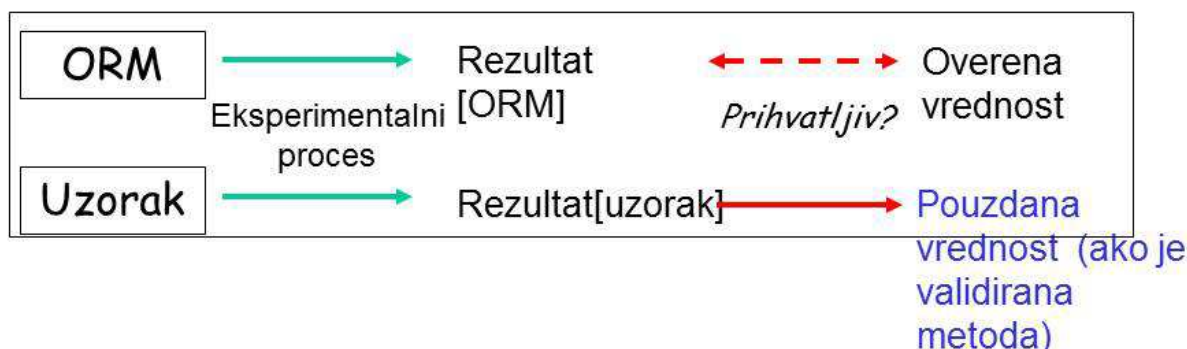 ORM
Rezultat
[ORM]
Overena
vrednost
Eksperimentalni
proces
Prihvatljiv?
Uzorak
Rezultat[uzorak]
Pouzdana
vrednost (ako je
validirana
metoda)